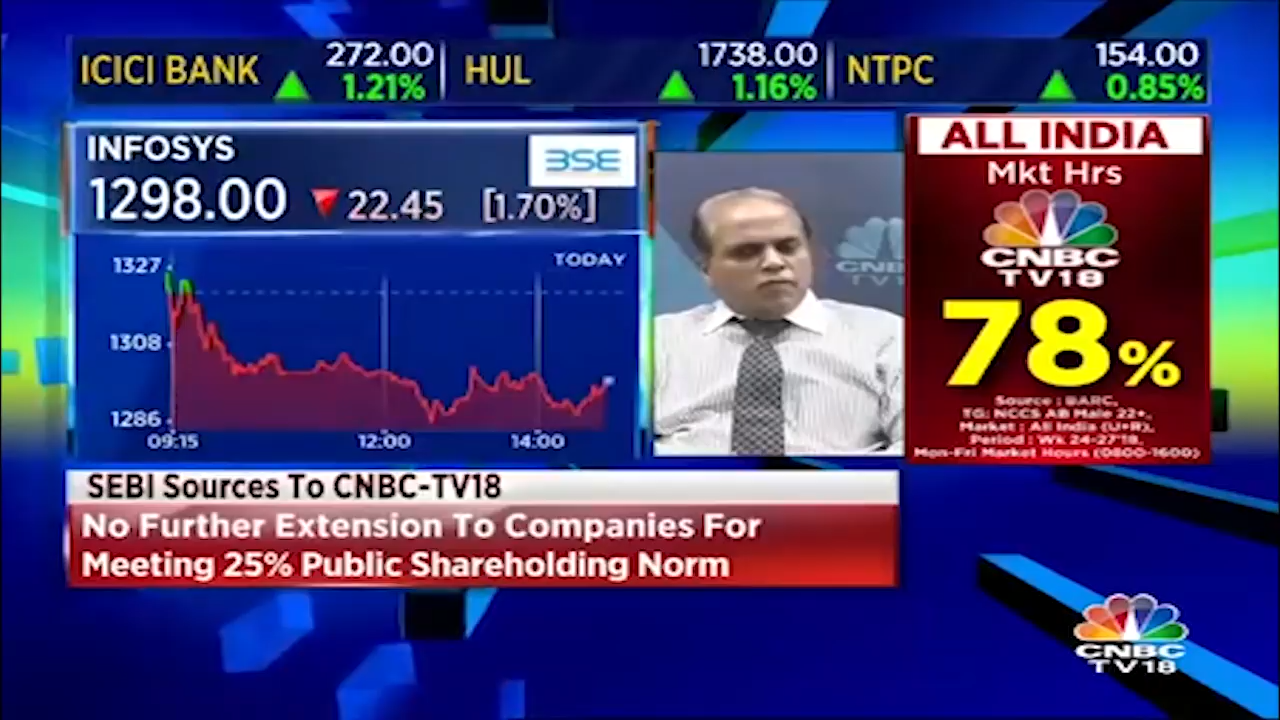 ICICI BANK 272.00 1.21%
HUL 1738.00 1.16%
NTPC 154.00 0.85%
INFOSYS
BSE
1298.00 22.45 [1.70%]
TODAY
1327
1308
1286
09:15 12:00 14:00
CNBC
TV18
ALL INDIA
Mkt Hrs
CNBC
TV18
78%
Source : BARC,
TG: NCCS AB Male 22+,
Market : All India (U+R),
Period : Wk 24-27'18,
Mon-Fri Market Hours (0800-1600)
SEBI Sources To CNBC-TV18
No Further Extension To Companies For
Meeting 25% Public Shareholding Norm
CNBC
TV18